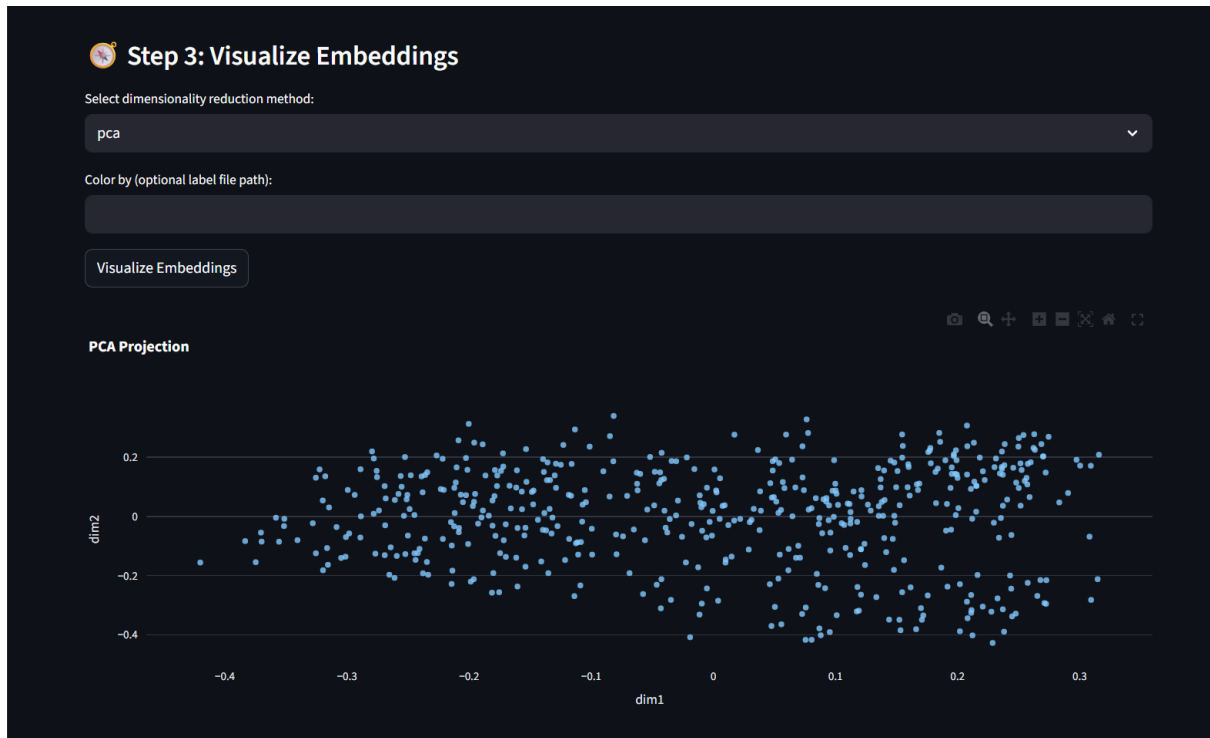 Step 3: Visualize Embeddings
Select dimensionality reduction method:
pca
Color by (optional label file path):
Visualize Embeddings
PCA Projection
0.2
0
−0.2
−0.4
dim2
−0.4 −0.3 −0.2 −0.1 0 0.1 0.2 0.3
dim1